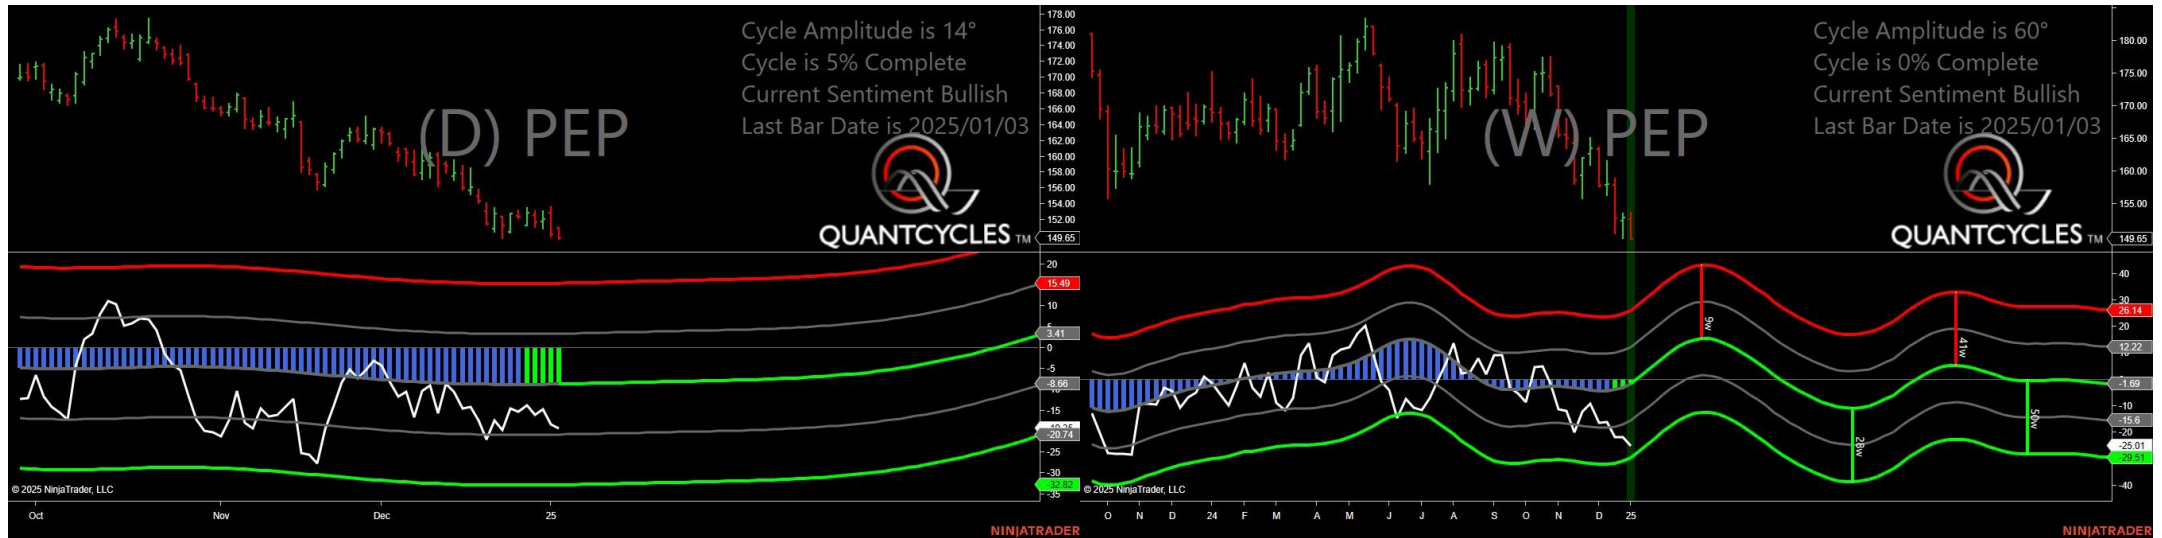 Cycle Amplitude is 14°
Cycle is 5% Complete
Current Sentiment Bullish
Last Bar Date is 2025/01/03
(D) PEP
QUANTCYCLES TM
178.00
176.00
174.00
172.00
170.00
168.00
166.00
164.00
162.00
160.00
158.00
156.00
154.00
152.00
149.65
20
15.49
10
3.41
0
-5
-8.66
-15
-20.74
-25
-30
-32.82
-35
© 2025 NinjaTrader, LLC
Oct Nov Dec 25
NINJATRADER
Cycle Amplitude is 60°
Cycle is 0% Complete
Current Sentiment Bullish
Last Bar Date is 2025/01/03
(W) PEP
QUANTCYCLES TM
180.00
175.00
170.00
165.00
160.00
155.00
149.65
40
30
26.14
20
12.22
-1.69
-10
-15.6
-20
-25.01
-29.51
-40
9w
28w
41w
50w
© 2025 NinjaTrader, LLC
O N D 24 F M A M J J A S O N D 25
NINJATRADER